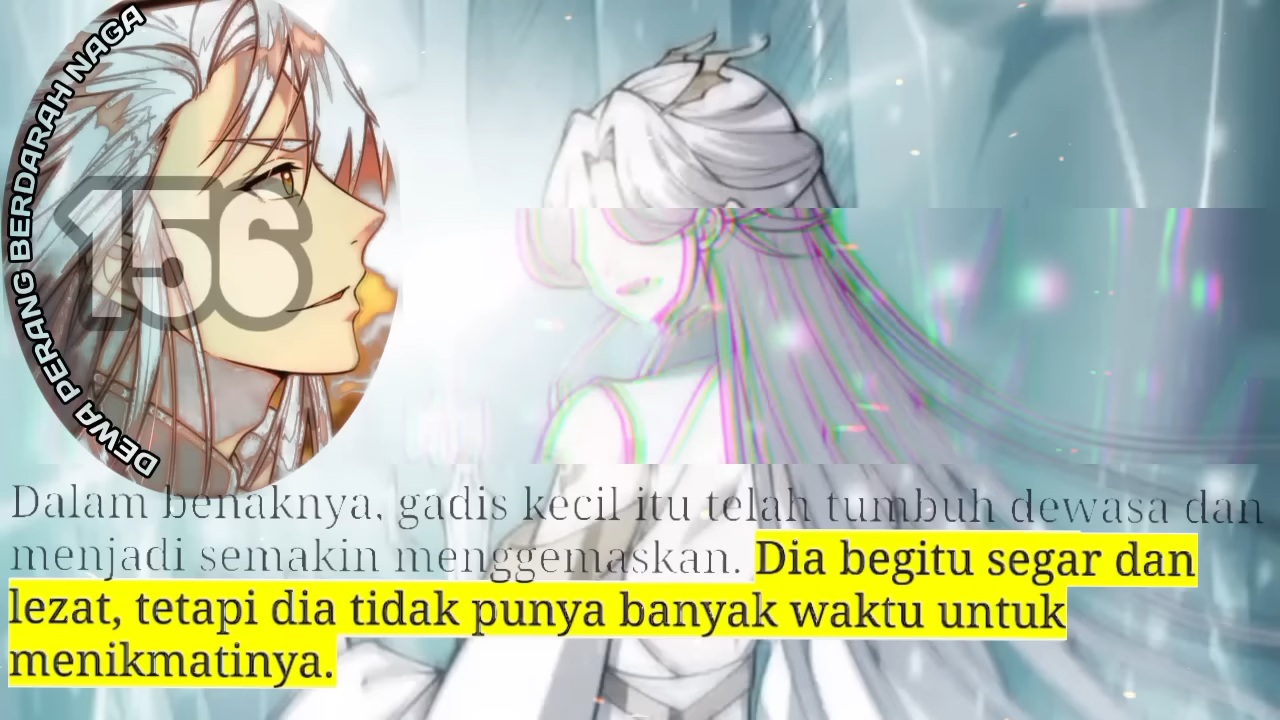 DEWA PERANG BERDARAH NAGA
156
Dalam benaknya, gadis kecil itu telah tumbuh dewasa dan
menjadi semakin menggemaskan. Dia begitu segar dan
lezat, tetapi dia tidak punya banyak waktu untuk
menikmatinya.